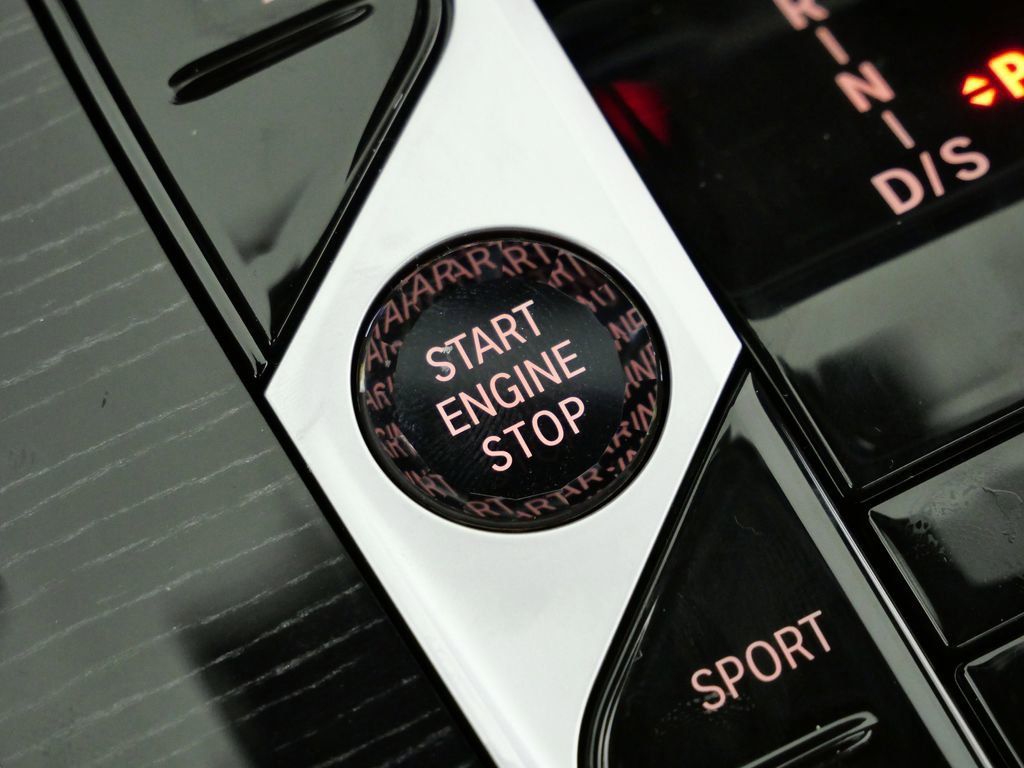 R
N
D/S
P
START
ENGINE
STOP
SPORT